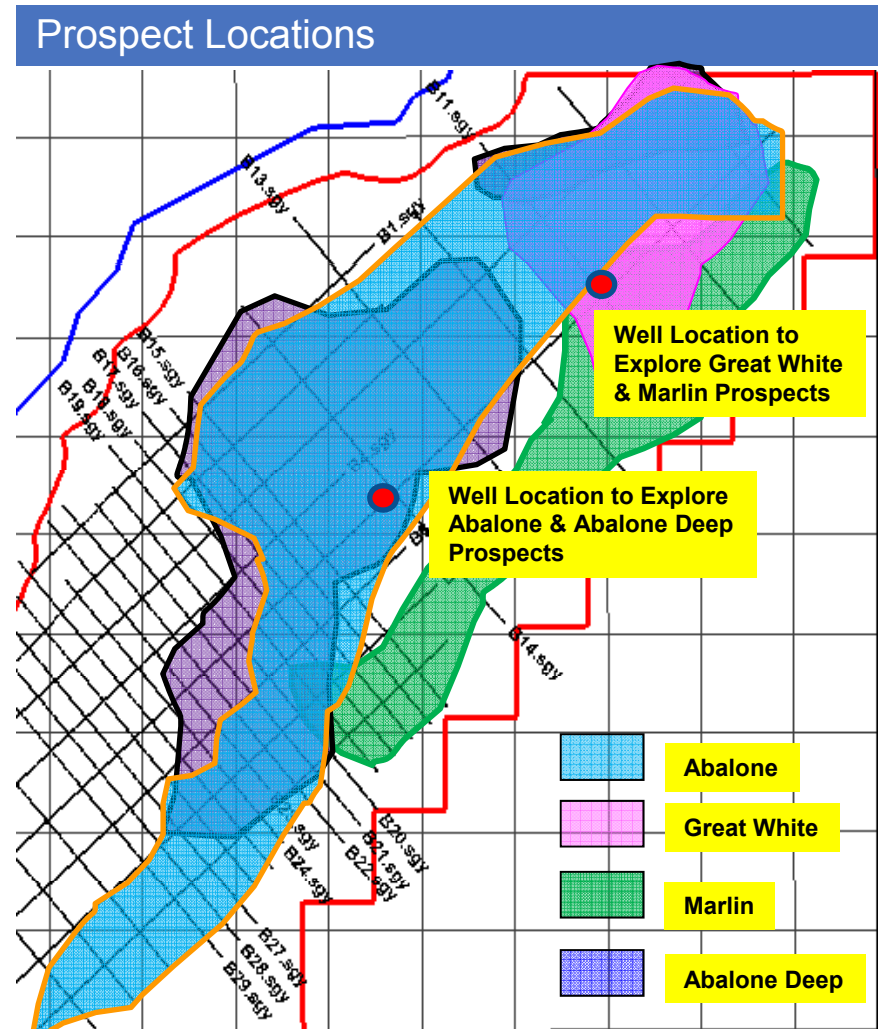 Prospect Locations
B11.sgy
B13.sgy
B1.sgy
B15.sgy
B16.sgy
B17.sgy
B18.sgy
B19.sgy
Well Location to
Explore Great White
& Marlin Prospects
Well Location to Explore
Abalone & Abalone Deep
Prospects
B14.sgy
B20.sgy
B21.sgy
B22.sgy
B24.sgy
B27.sgy
B28.sgy
B29.sgy
Abalone
Great White
Marlin
Abalone Deep